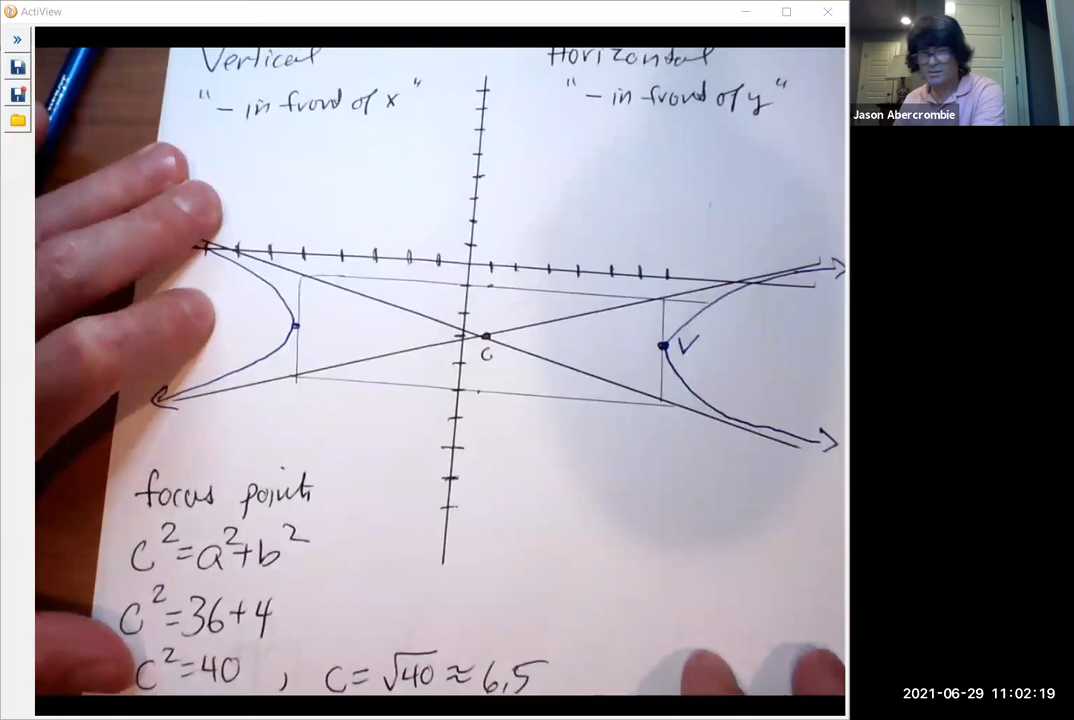 ActiView
Vertical
Horizontal
"- in front of x"
"- in front of y"
Jason Abercrombie
V
C
focus points
C²=a²+b²
C²=36+4
C²=40 , C=√40≈6.5
2021-06-29 11:02:19